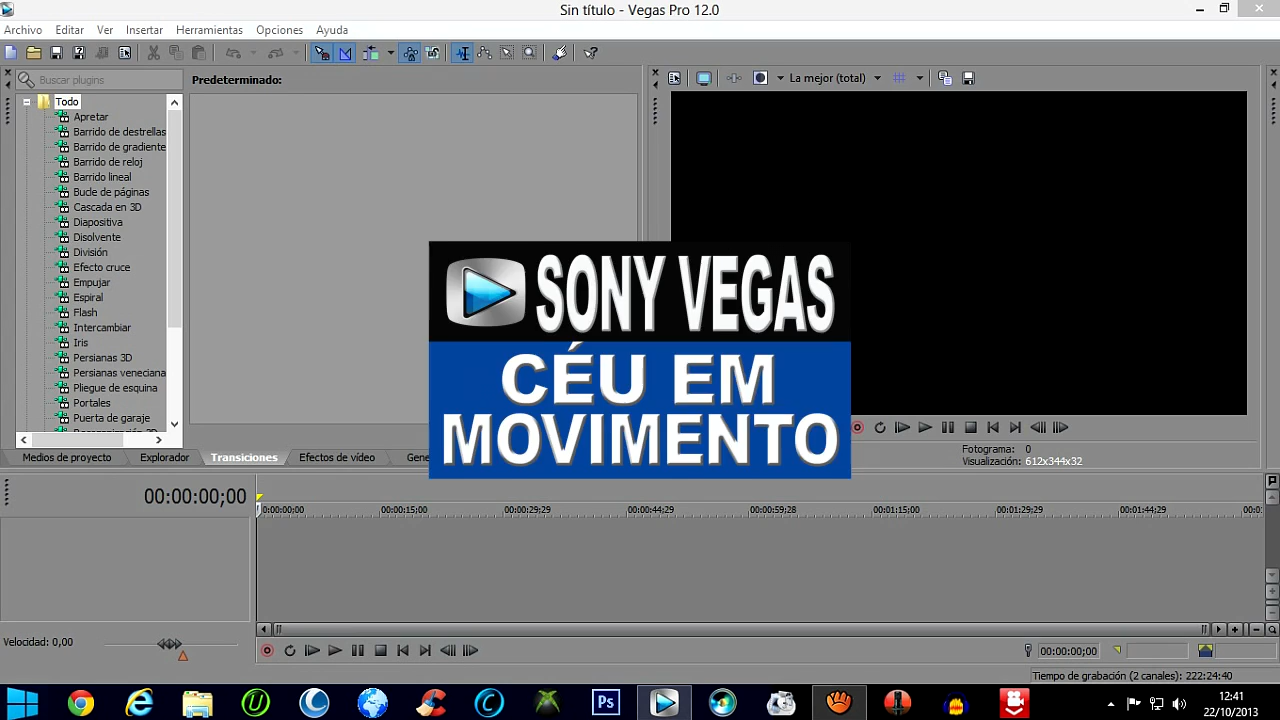 Sin título - Vegas Pro 12.0
Archivo Editar Ver Insertar Herramientas Opciones Ayuda
Buscar plugins
Predeterminado:
La mejor (total)
Todo
Apretar
Barrido de destrellas
Barrido de gradiente
Barrido de reloj
Barrido lineal
Bucle de páginas
Cascada en 3D
Diapositiva
Disolvente
División
Efecto cruce
Empujar
Espiral
Flash
Intercambiar
Iris
Persianas 3D
Persianas veneciana
Pliegue de esquina
Portales
Puerta de garaje
SONY VEGAS
CÉU EM
MOVIMENTO
Fotograma: 0
Visualización: 612x344x32
Medios de proyecto Explorador Transiciones Efectos de vídeo Gene
00:00:00;00
0:00:00;00 00:00:15;00 00:00:29;29 00:00:44;29 00:00:59;28 00:01:15;00 00:01:29;29 00:01:44;29 00:0
Velocidad: 0,00
00:00:00;00
Tiempo de grabación (2 canales): 222:24:40
Ps
12:41
22/10/2013